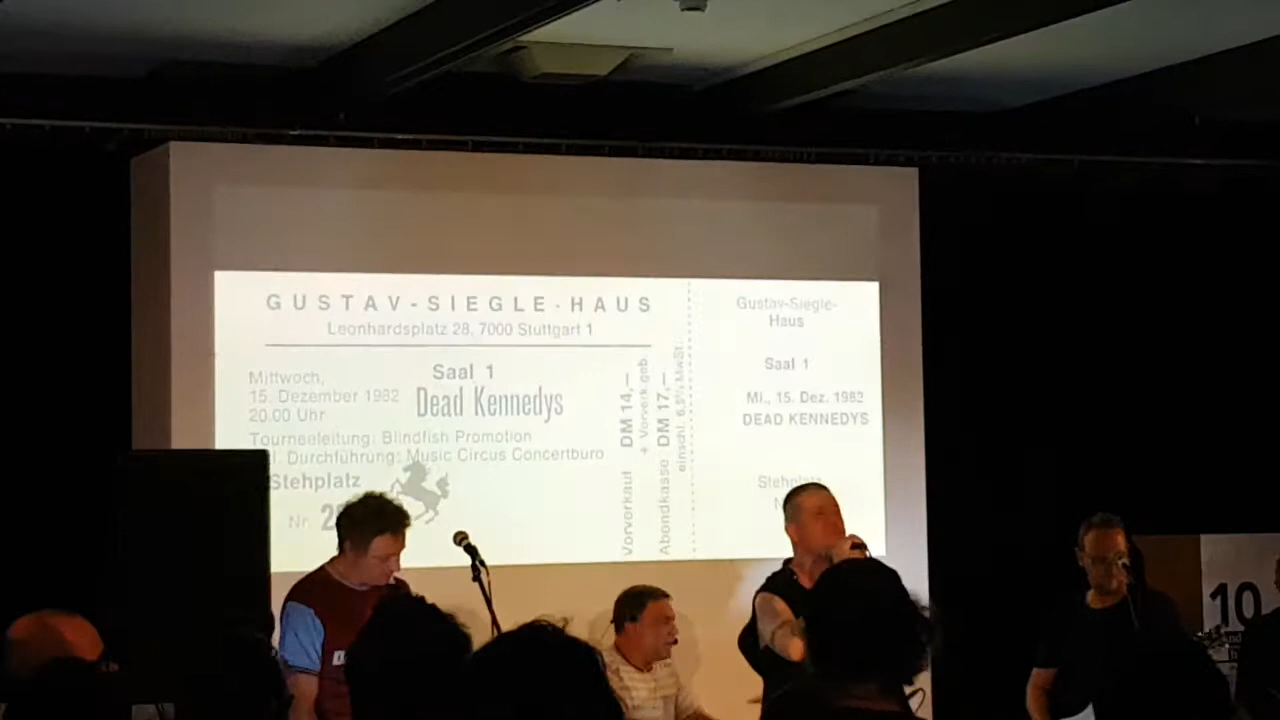 GUSTAV-SIEGLE-HAUS
Leonhardsplatz 28, 7000 Stuttgart 1
Mittwoch,
15. Dezember 1982
20.00 Uhr
Saal 1
Dead Kennedys
Tourneeleitung: Blindfish Promotion
Durchführung: Music Circus Concertbüro
Stehplatz
Nr.
Vorverkauf DM 14,—
+ Vorverk.geb.
Abendkasse DM 17,—
einschl. 6,5% MwSt.
Gustav-Siegle-
Haus
Saal 1
Mi., 15. Dez. 1982
DEAD KENNEDYS
Stehplatz
10